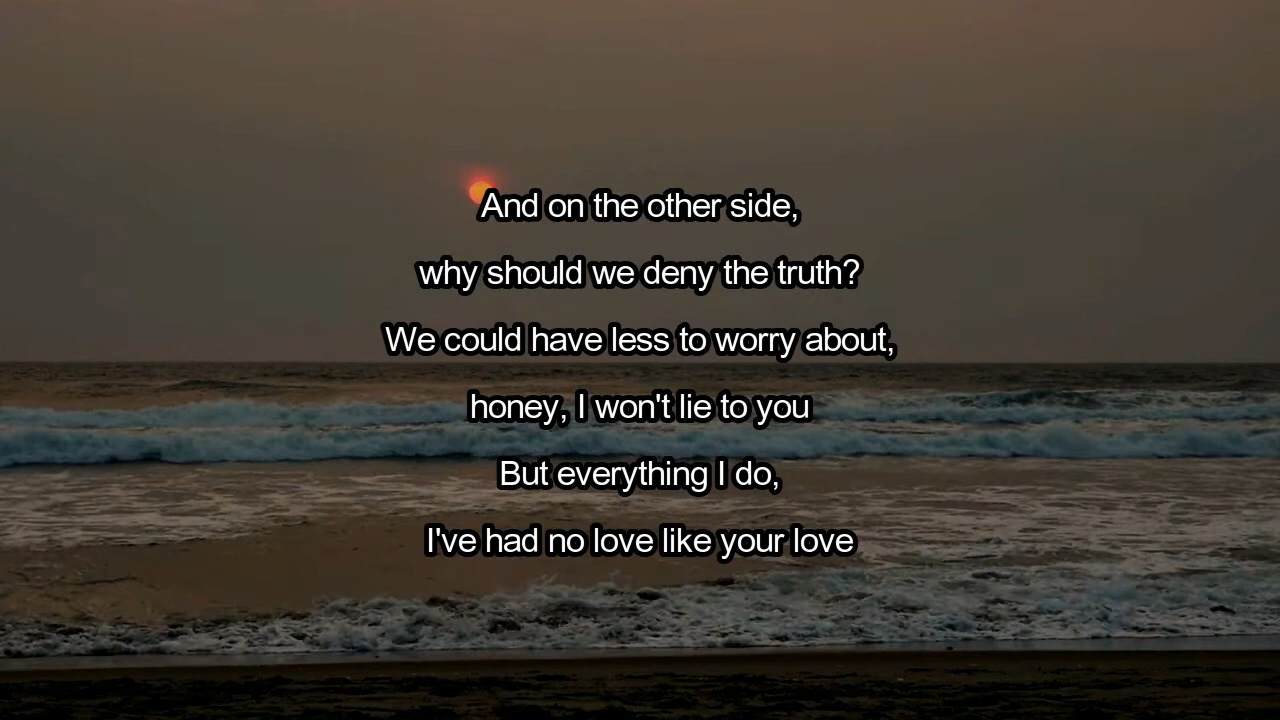 And on the other side,
why should we deny the truth?
We could have less to worry about,
honey, I won't lie to you
But everything I do,
I've had no love like your love